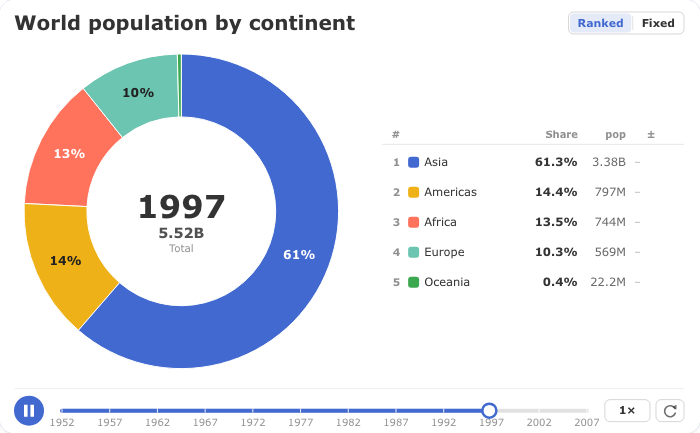 World population by continent
Ranked Fixed
10%
13%
14%
61%
1997
5.52B
Total
# Share pop ±
1 Asia 61.3% 3.38B –
2 Americas 14.4% 797M –
3 Africa 13.5% 744M –
4 Europe 10.3% 569M –
5 Oceania 0.4% 22.2M –
1952 1957 1962 1967 1972 1977 1982 1987 1992 1997 2002 2007
1×